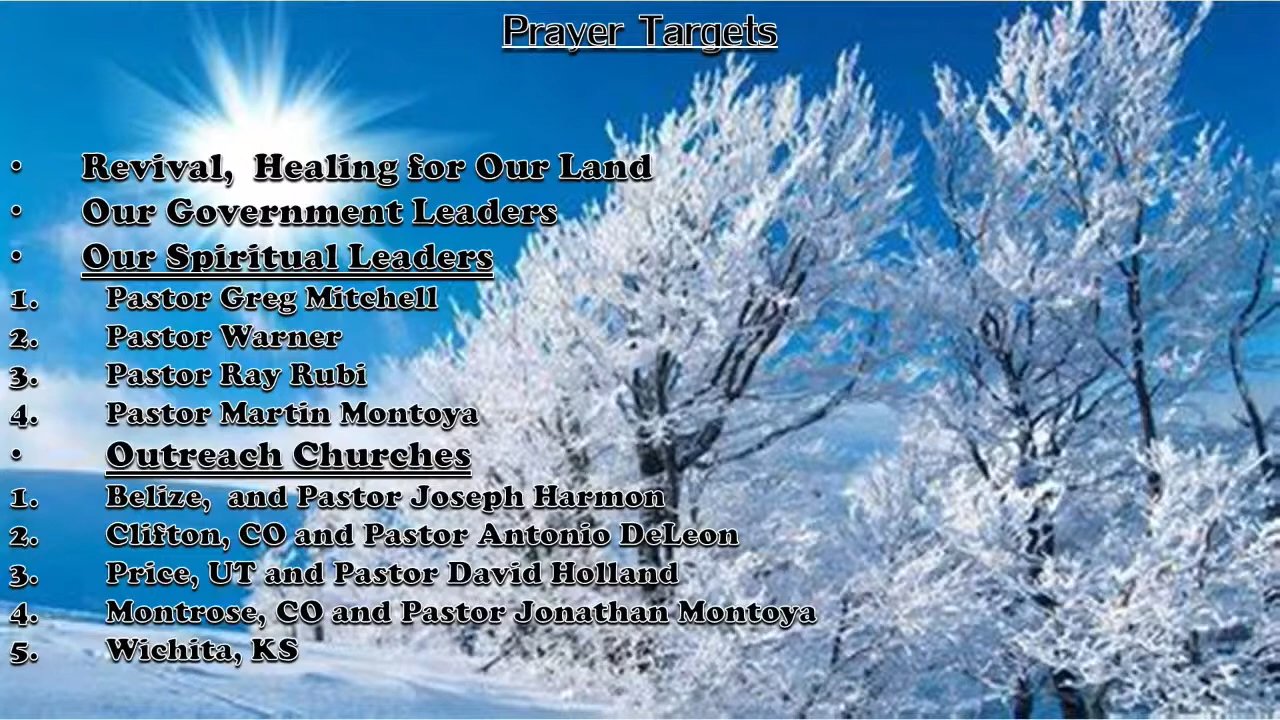 Prayer Targets
• Revival, Healing for Our Land
• Our Government Leaders
• Our Spiritual Leaders
1. Pastor Greg Mitchell
2. Pastor Warner
3. Pastor Ray Rubi
4. Pastor Martin Montoya
• Outreach Churches
1. Belize, and Pastor Joseph Harmon
2. Clifton, CO and Pastor Antonio DeLeon
3. Price, UT and Pastor David Holland
4. Montrose, CO and Pastor Jonathan Montoya
5. Wichita, KS